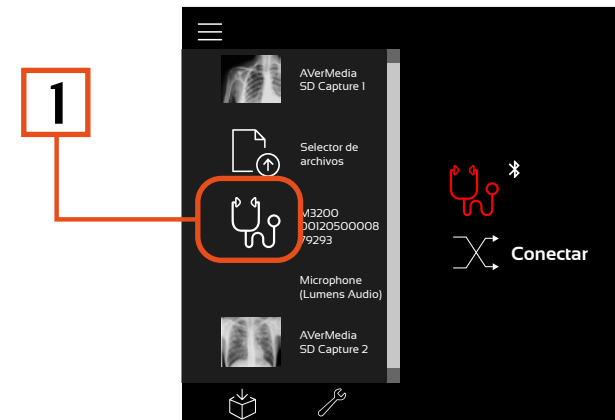 1
AVerMedia
SD Capture 1
Selector de
archivos
M3200
00120500008
79293
Microphone
(Lumens Audio)
AVerMedia
SD Capture 2
Conectar